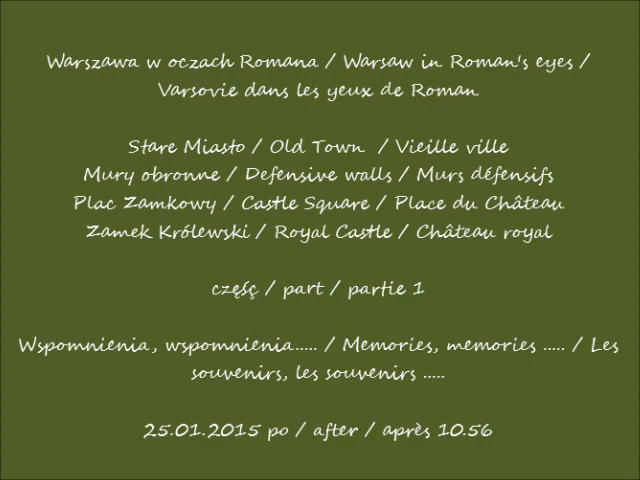 Warszawa w oczach Romana / Warsaw in Roman's eyes /
Varsovie dans les yeux de Roman
Stare Miasto / Old Town / Vieille ville
Mury obronne / Defensive walls / Murs défensifs
Plac Zamkowy / Castle Square / Place du Château
Zamek Królewski / Royal Castle / Château royal
częśç / part / partie 1
Wspomnienia, wspomnienia..... / Memories, memories ..... / Les
souvenirs, les souvenirs .....
25.01.2015 po / after / après 10.56